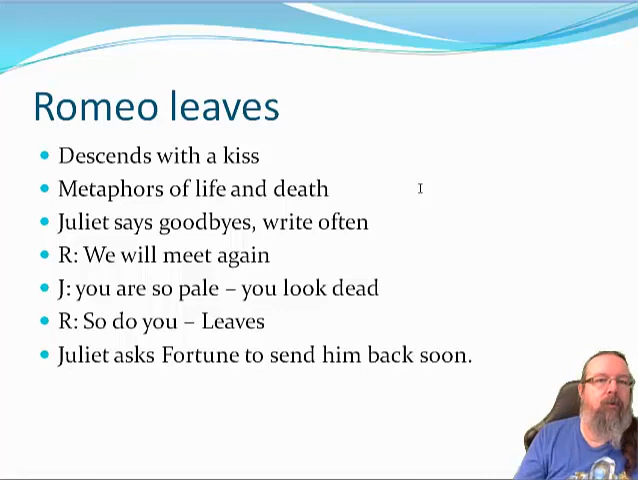 Romeo leaves
Descends with a kiss
Metaphors of life and death
Juliet says goodbyes, write often
R: We will meet again
J: you are so pale – you look dead
R: So do you – Leaves
Juliet asks Fortune to send him back soon.